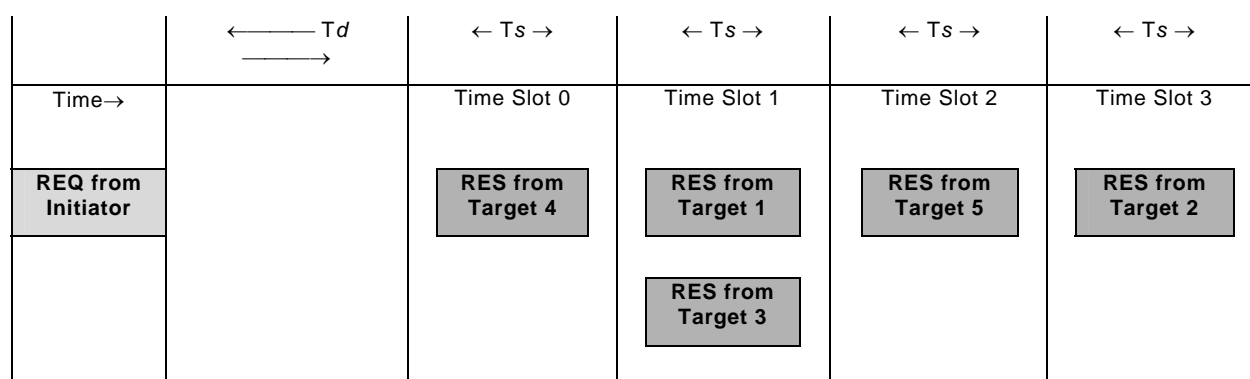 ←——— Td
———→
← Ts →
← Ts →
← Ts →
← Ts →
Time→
Time Slot 0
Time Slot 1
Time Slot 2
Time Slot 3
REQ from
Initiator
RES from
Target 4
RES from
Target 1
RES from
Target 5
RES from
Target 2
RES from
Target 3